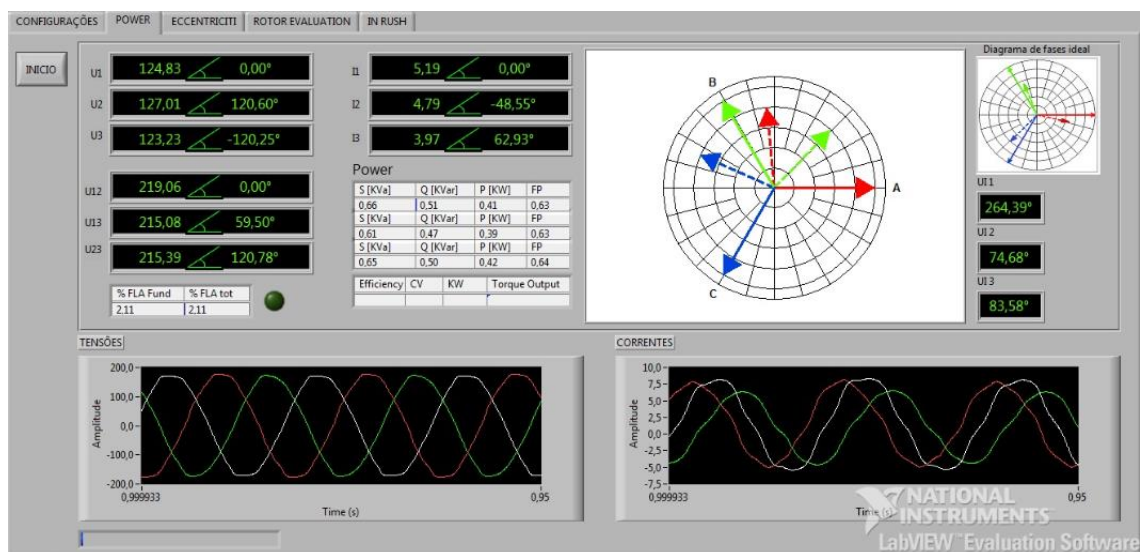 CONFIGURAÇÕES POWER ECCENTRICITI ROTOR EVALUATION IN RUSH
INICIO
U1 124,83 0,00°
U2 127,01 120,60°
U3 123,23 -120,25°
I1 5,19 0,00°
I2 4,79 -48,55°
I3 3,97 62,93°
U12 219,06 0,00°
U13 215,08 59,50°
U23 215,39 120,78°
% FLA Fund % FLA tot
2,11 2,11
Power
S [KVa] Q [KVar] P [KW] FP
0,66 0,51 0,41 0,63
S [KVa] Q [KVar] P [KW] FP
0,61 0,47 0,39 0,63
S [KVa] Q [KVar] P [KW] FP
0,65 0,50 0,42 0,64
Efficiency CV KW Torque Output
B
A
C
Diagrama de fases ideal
UI 1
264,39°
UI 2
74,68°
UI 3
83,58°
TENSÕES
Amplitude
200,0
100,0
0,0
-100,0
-200,0
0,999933 0,95
Time (s)
CORRENTES
Amplitude
10,0
7,5
5,0
2,5
0,0
-2,5
-5,0
-7,5
0,999933 0,95
Time (s)
NATIONAL
INSTRUMENTS
LabVIEW™ Evaluation Software